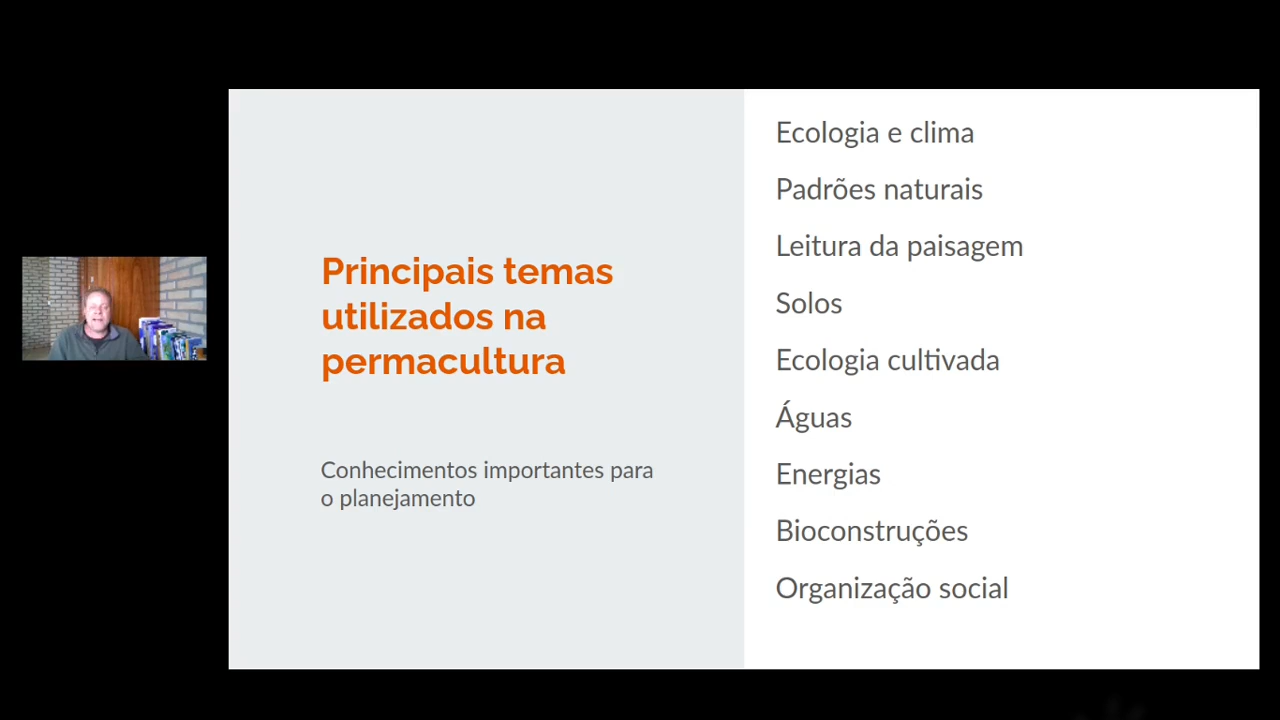 Principais temas
utilizados na
permacultura
Conhecimentos importantes para
o planejamento
Ecologia e clima
Padrões naturais
Leitura da paisagem
Solos
Ecologia cultivada
Águas
Energias
Bioconstruções
Organização social